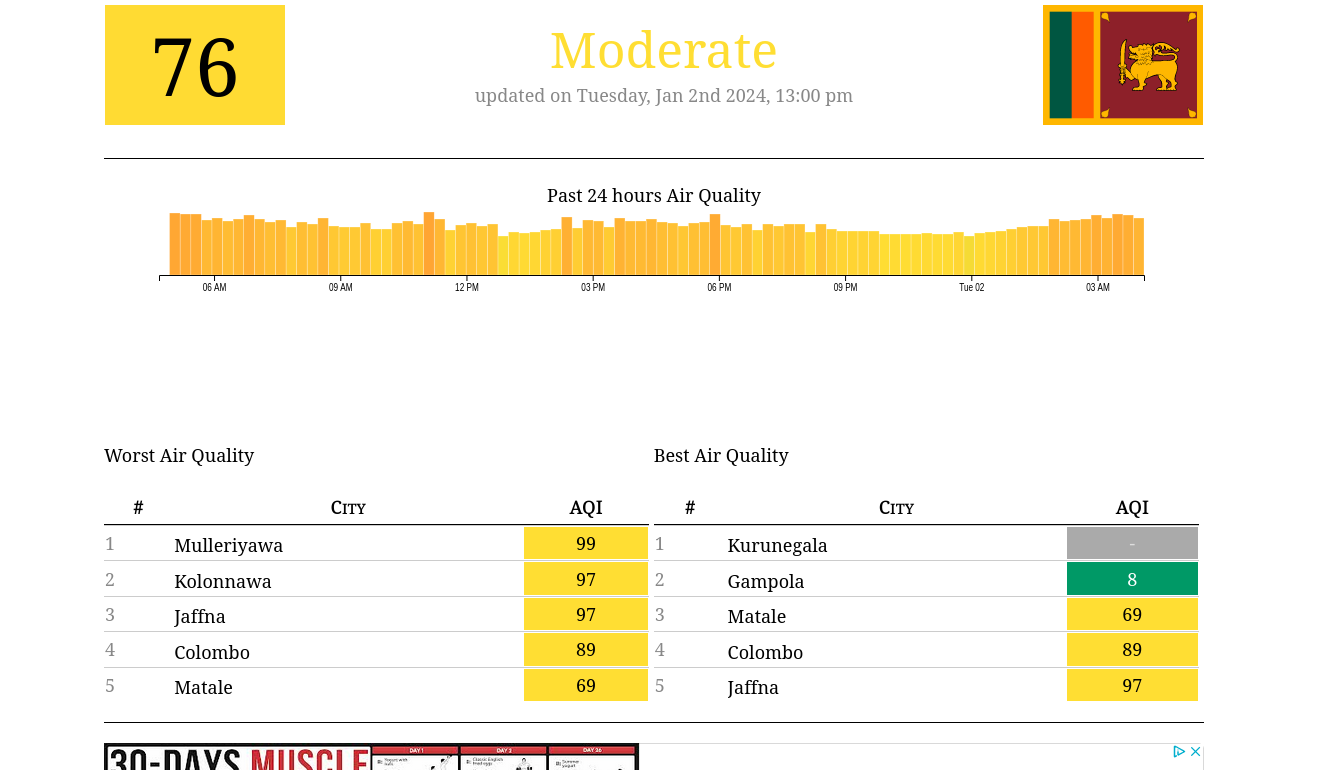 76
Moderate
updated on Tuesday, Jan 2nd 2024, 13:00 pm
Past 24 hours Air Quality
06 AM 09 AM 12 PM 03 PM 06 PM 09 PM Tue 02 03 AM
Worst Air Quality
# City AQI
1 Mulleriyawa 99
2 Kolonnawa 97
3 Jaffna 97
4 Colombo 89
5 Matale 69
Best Air Quality
# City AQI
1 Kurunegala -
2 Gampola 8
3 Matale 69
4 Colombo 89
5 Jaffna 97
30-DAYS MUSCLE
DAY 1